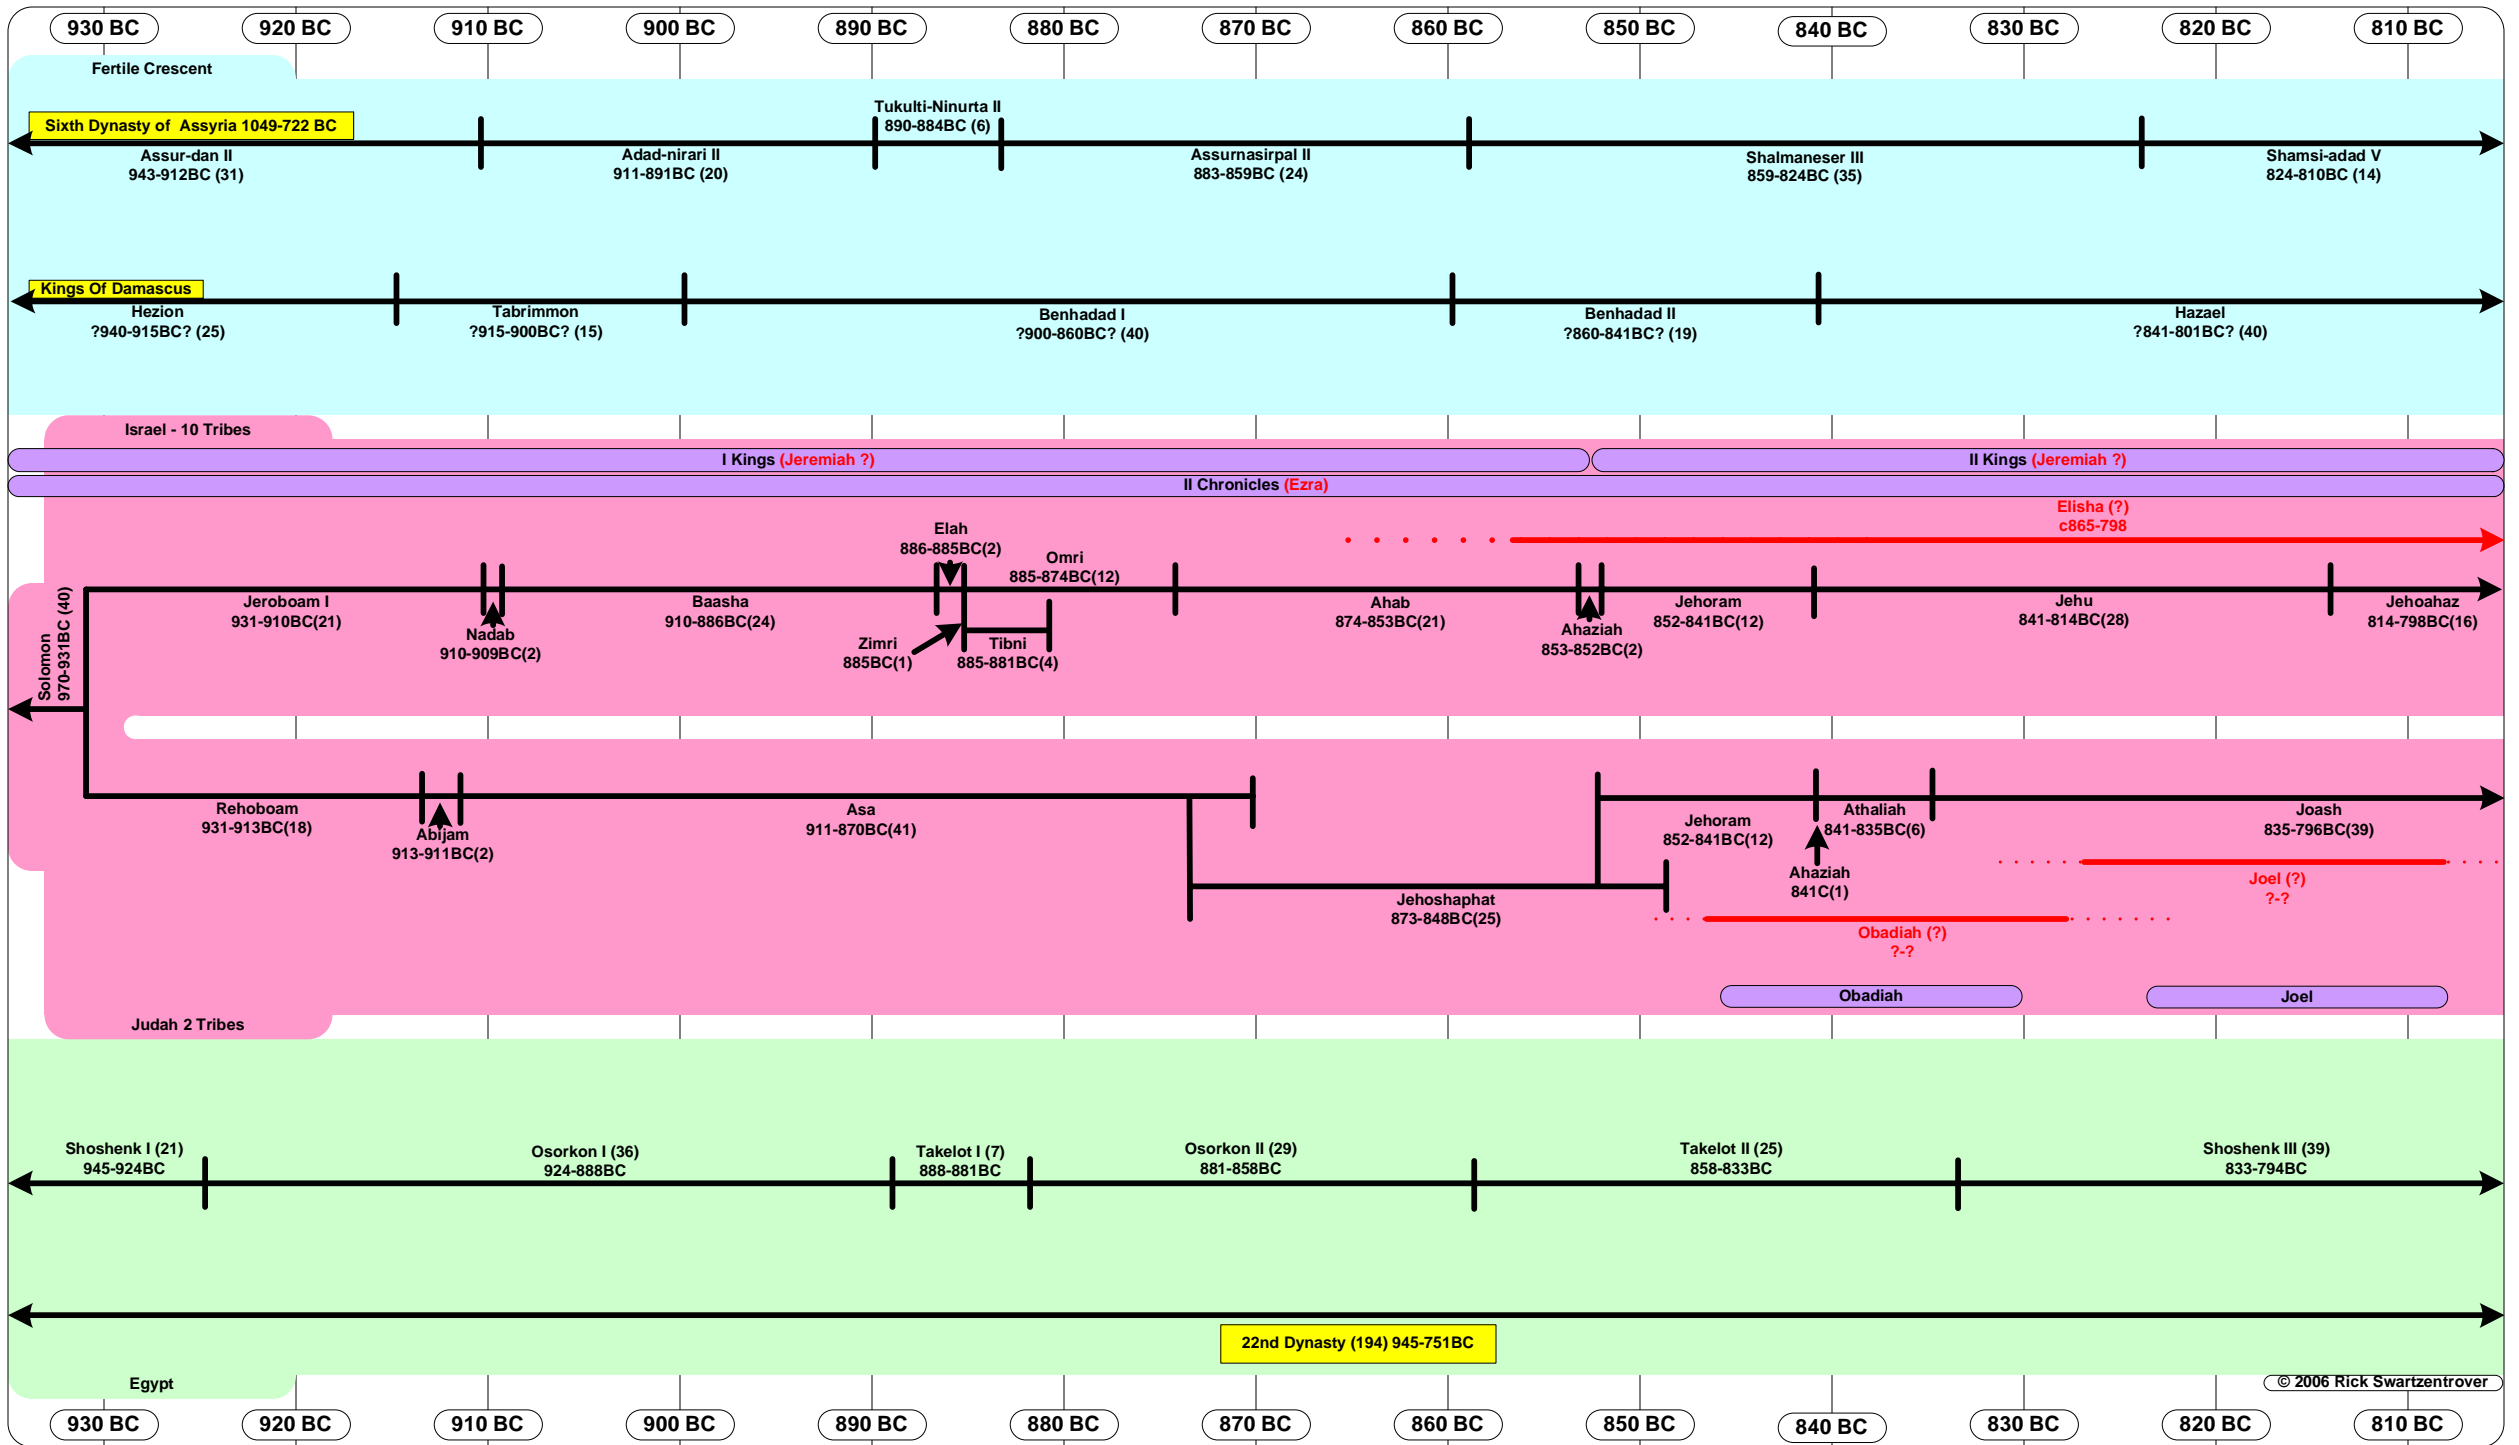 930 BC 920 BC 910 BC 900 BC 890 BC 880 BC 870 BC 860 BC 850 BC 840 BC 830 BC 820 BC 810 BC
Fertile Crescent
Sixth Dynasty of Assyria 1049-722 BC
Assur-dan II
943-912BC (31)
Adad-nirari II
911-891BC (20)
Tukulti-Ninurta II
890-884BC (6)
Assurnasirpal II
883-859BC (24)
Shalmaneser III
859-824BC (35)
Shamsi-adad V
824-810BC (14)
Kings Of Damascus
Hezion
?940-915BC? (25)
Tabrimmon
?915-900BC? (15)
Benhadad I
?900-860BC? (40)
Benhadad II
?860-841BC? (19)
Hazael
?841-801BC? (40)
Israel - 10 Tribes
I Kings (Jeremiah ?)
II Kings (Jeremiah ?)
II Chronicles (Ezra)
Elisha (?)
c865-798
Solomon
970-931BC (40)
Jeroboam I
931-910BC(21)
Nadab
910-909BC(2)
Baasha
910-886BC(24)
Elah
886-885BC(2)
Zimri
885BC(1)
Omri
885-874BC(12)
Tibni
885-881BC(4)
Ahab
874-853BC(21)
Ahaziah
853-852BC(2)
Jehoram
852-841BC(12)
Jehu
841-814BC(28)
Jehoahaz
814-798BC(16)
Rehoboam
931-913BC(18)
Abijam
913-911BC(2)
Asa
911-870BC(41)
Jehoshaphat
873-848BC(25)
Jehoram
852-841BC(12)
Ahaziah
841C(1)
Athaliah
841-835BC(6)
Joash
835-796BC(39)
Joel (?)
?-?
Obadiah (?)
?-?
Obadiah
Joel
Judah 2 Tribes
Shoshenk I (21)
945-924BC
Osorkon I (36)
924-888BC
Takelot I (7)
888-881BC
Osorkon II (29)
881-858BC
Takelot II (25)
858-833BC
Shoshenk III (39)
833-794BC
22nd Dynasty (194) 945-751BC
Egypt
© 2006 Rick Swartzentrover
930 BC 920 BC 910 BC 900 BC 890 BC 880 BC 870 BC 860 BC 850 BC 840 BC 830 BC 820 BC 810 BC